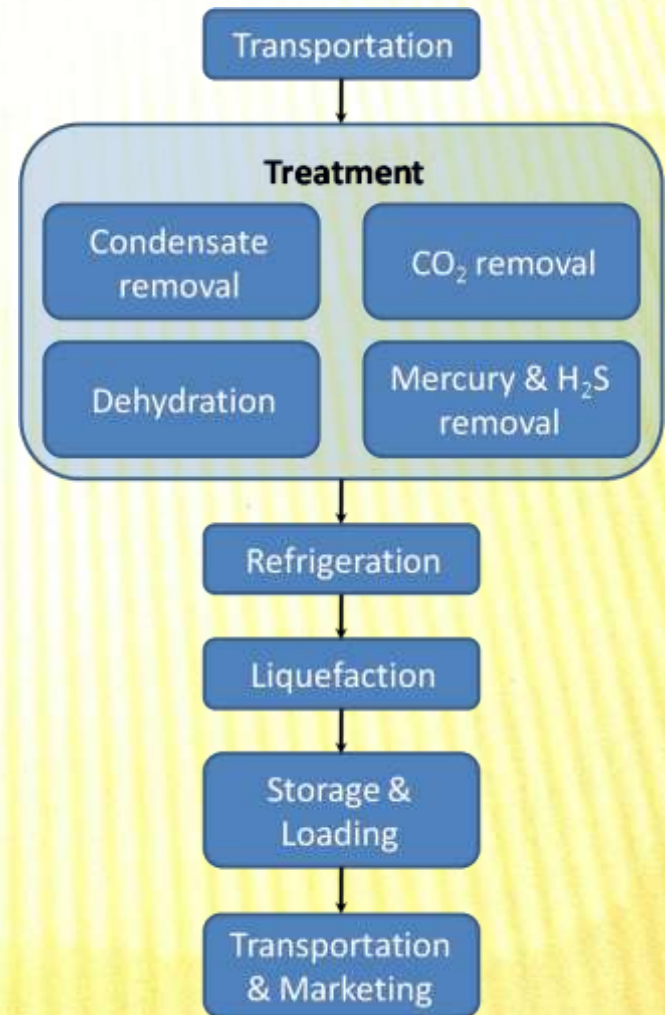 Transportation
Treatment
Condensate
removal
CO₂ removal
Dehydration
Mercury & H₂S
removal
Refrigeration
Liquefaction
Storage &
Loading
Transportation
& Marketing